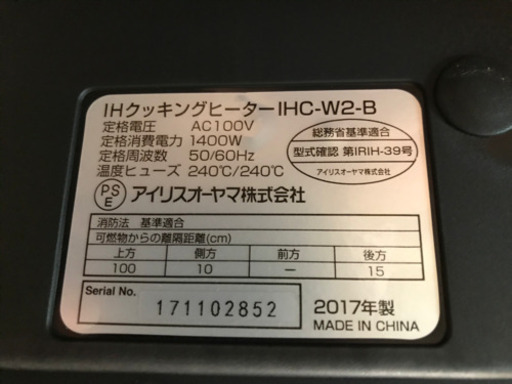 IHクッキングヒーターIHC-W2-B
定格電圧 AC100V
定格消費電力 1400W
定格周波数 50/60Hz
温度ヒューズ 240℃/240℃
総務省基準適合
型式確認 第IRIH-39号
アイリスオーヤマ株式会社
PS
E
アイリスオーヤマ株式会社
消防法 基準適合
可燃物からの離隔距離(cm)
上方 側方 前方 後方
100 10 — 15
Serial No. 171102852
2017年製
MADE IN CHINA